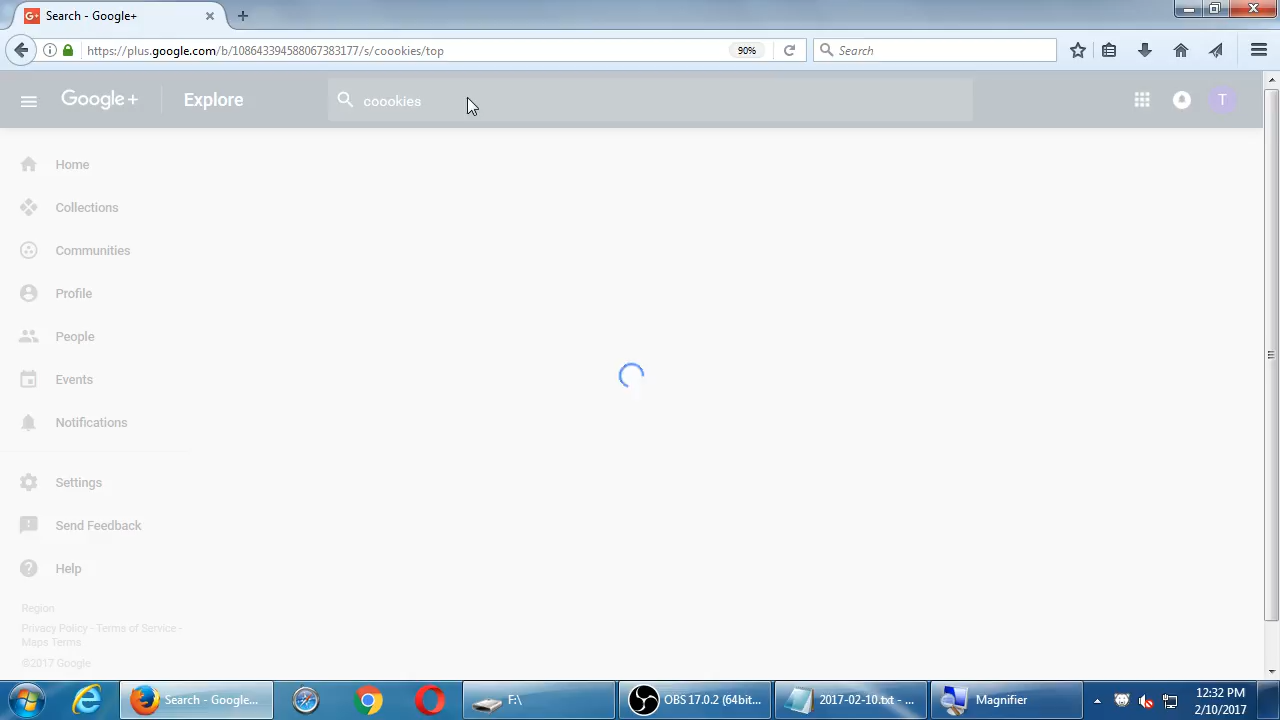 Search - Google+
https://plus.google.com/b/108643394588067383177/s/coookies/top
90%
Search
Google+
Explore
coookies
T
Home
Collections
Communities
Profile
People
Events
Notifications
Settings
Send Feedback
Help
Region
Privacy Policy - Terms of Service -
Maps Terms
©2017 Google
Search - Google...
F:\
OBS 17.0.2 (64bit...
2017-02-10.txt - ...
Magnifier
12:32 PM
2/10/2017